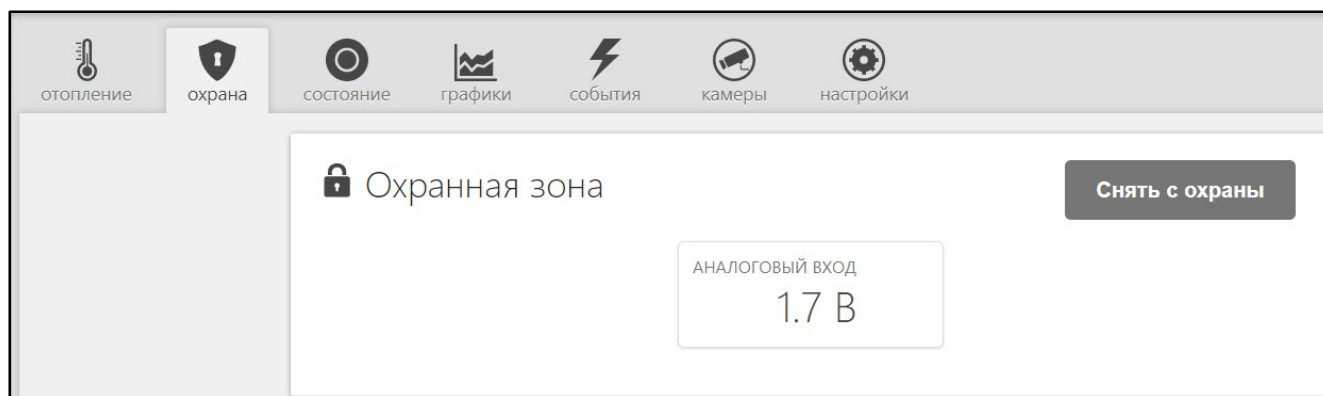 отопление охрана состояние графики события камеры настройки
Охранная зона Снять с охраны
АНАЛОГОВЫЙ ВХОД
1.7 В